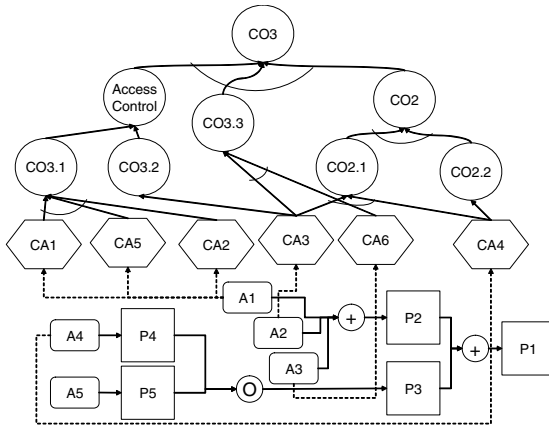 CO3
Access
Control
CO3.3
CO2
CO3.1
CO3.2
CO2.1
CO2.2
CA1
CA5
CA2
CA3
CA6
CA4
A1
A2
A3
A4
P4
A5
P5
O
+
P2
P3
+
P1